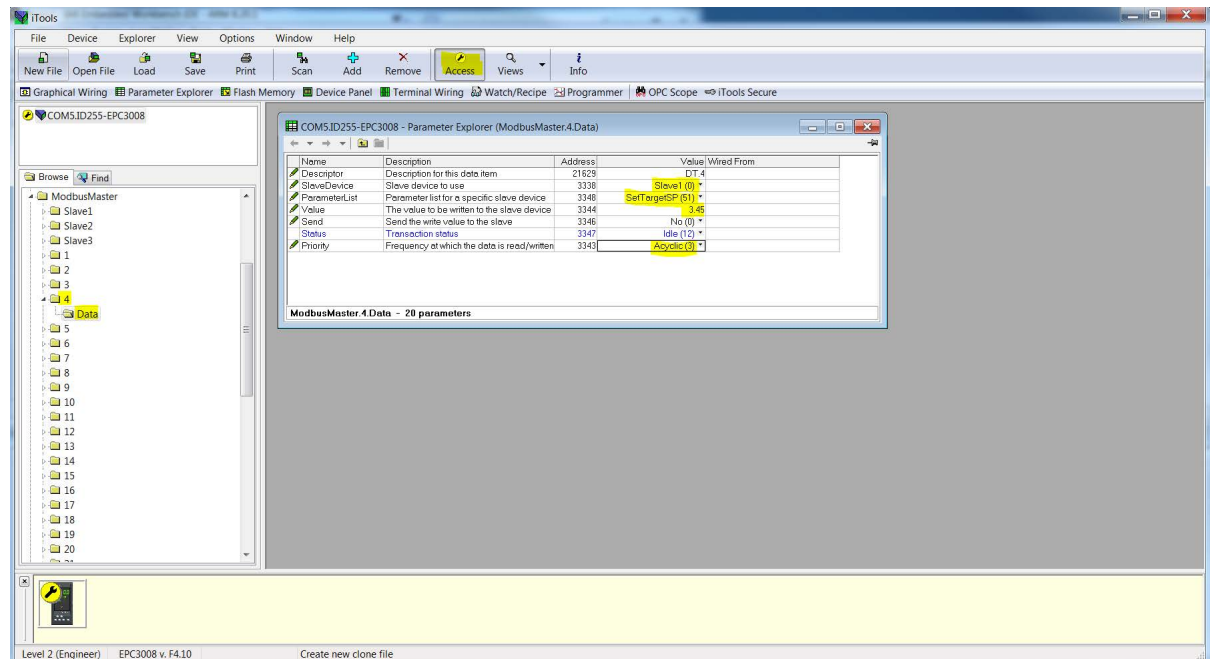 iTools
File Device Explorer View Options Window Help
New File Open File Load Save Print Scan Add Remove Access Views Info
Graphical Wiring Parameter Explorer Flash Memory Device Panel Terminal Wiring Watch/Recipe Programmer OPC Scope iTools Secure
COM5.ID255-EPC3008
COM5.ID255-EPC3008 - Parameter Explorer (ModbusMaster.4.Data)
Name Description Address Value Wired From
Descriptor Description for this data item 21629 DT.4
SlaveDevice Slave device to use 3338 Slave1 (0)
ParameterList Parameter list for a specific slave device 3348 SetTargetSP (51)
Value The value to be written to the slave device 3344 3.45
Send Send the write value to the slave 3346 No (0)
Status Transaction status 3347 Idle (12)
Priority Frequency at which the data is read/written 3343 Acyclic (3)
ModbusMaster.4.Data - 20 parameters
Browse Find
ModbusMaster
Slave1
Slave2
Slave3
1
2
3
4
Data
5
6
7
8
9
10
11
12
13
14
15
16
17
18
19
20
Level 2 (Engineer) EPC3008 v. F4.10 Create new clone file